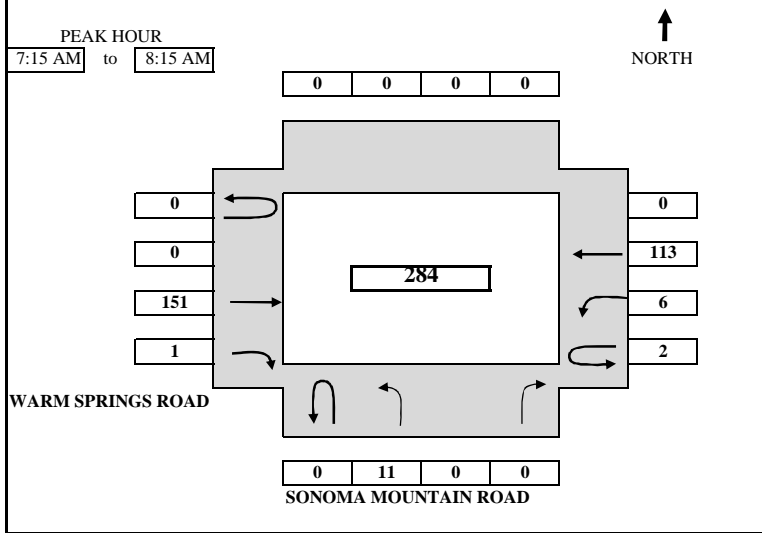 PEAK HOUR
7:15 AM to 8:15 AM
NORTH
0 0 0 0
0 0
0 113
284
151 6
1 2
WARM SPRINGS ROAD
0 11 0 0
SONOMA MOUNTAIN ROAD